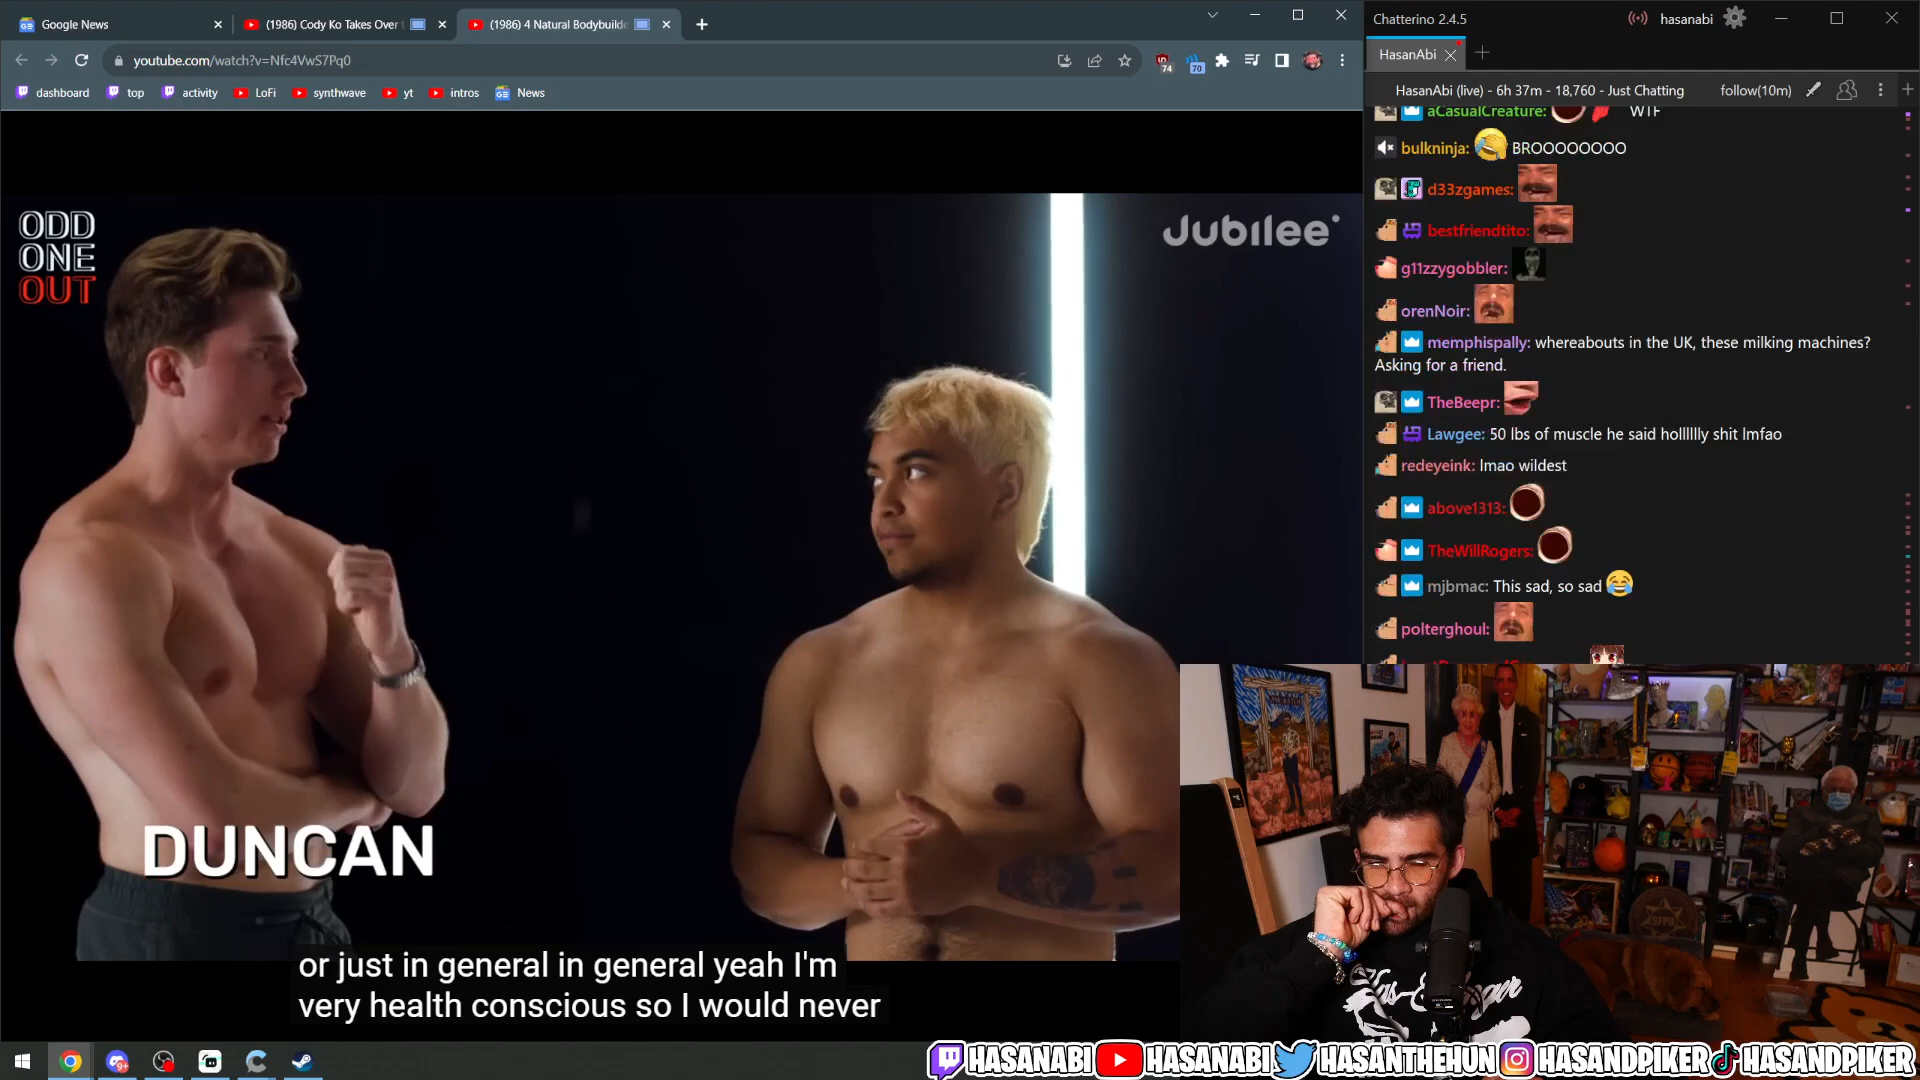 Google News
(1986) Cody Ko Takes Over
(1986) 4 Natural Bodybuilde
youtube.com/watch?v=Nfc4VwS7Pq0
74
70
dashboard
top
activity
LoFi
synthwave
yt
intros
News
ODD
ONE
OUT
Jubilee
DUNCAN
or just in general in general yeah I'm
very health conscious so I would never
Chatterino 2.4.5
hasanabi
HasanAbi
HasanAbi (live) - 6h 37m - 18,760 - Just Chatting
follow(10m)
aCasualCreature: WTF
bulkninja: BROOOOOOOO
d33zgames:
bestfriendtito:
g11zzygobbler:
orenNoir:
memphispally: whereabouts in the UK, these milking machines?
Asking for a friend.
TheBeepr:
Lawgee: 50 lbs of muscle he said holllllly shit lmfao
redeyeink: lmao wildest
above1313:
TheWillRogers:
mjbmac: This sad, so sad
polterghoul:
HASANABI
HASANABI
HASANTHEHUN
HASANDPIKER
HASANDPIKER